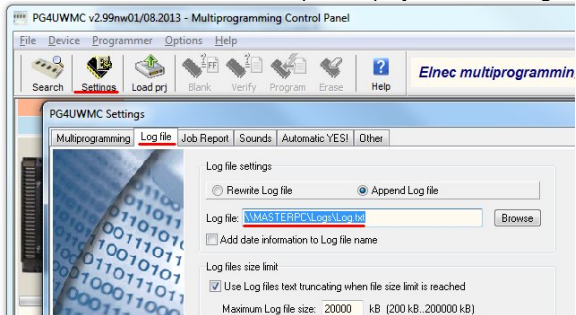 PG4UWMC v2.99nw01/08.2013 - Multiprogramming Control Panel
File Device Programmer Options Help
Search Settings Load prj Blank Verify Program Erase Help
Elnec multiprogrammin
PG4UWMC Settings
Multiprogramming Log file Job Report Sounds Automatic YES! Other
Log file settings
Rewrite Log file Append Log file
Log file: \\MASTERPC\Logs\Log.txt Browse
Add date information to Log file name
Log files size limit
Use Log files text truncating when file size limit is reached
Maximum Log file size: 20000 kB (200 kB..200000 kB)